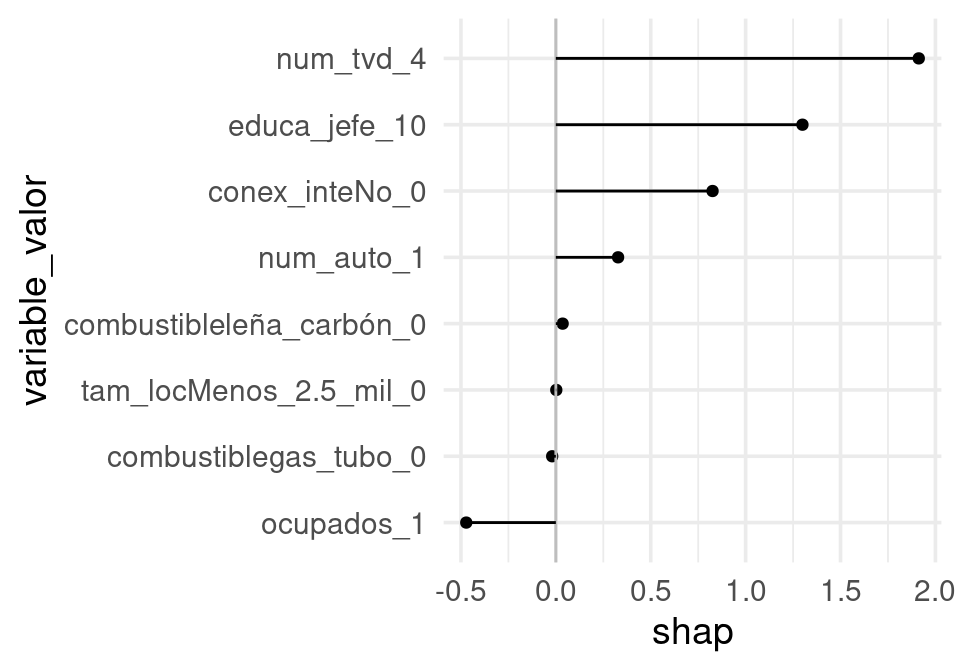 num_tvd_4
educa_jefe_10
conex_inteNo_0
num_auto_1
combustibleleña_carbón_0
tam_locMenos_2.5_mil_0
combustiblegas_tubo_0
ocupados_1
variable_valor
-0.5 0.0 0.5 1.0 1.5 2.0
shap